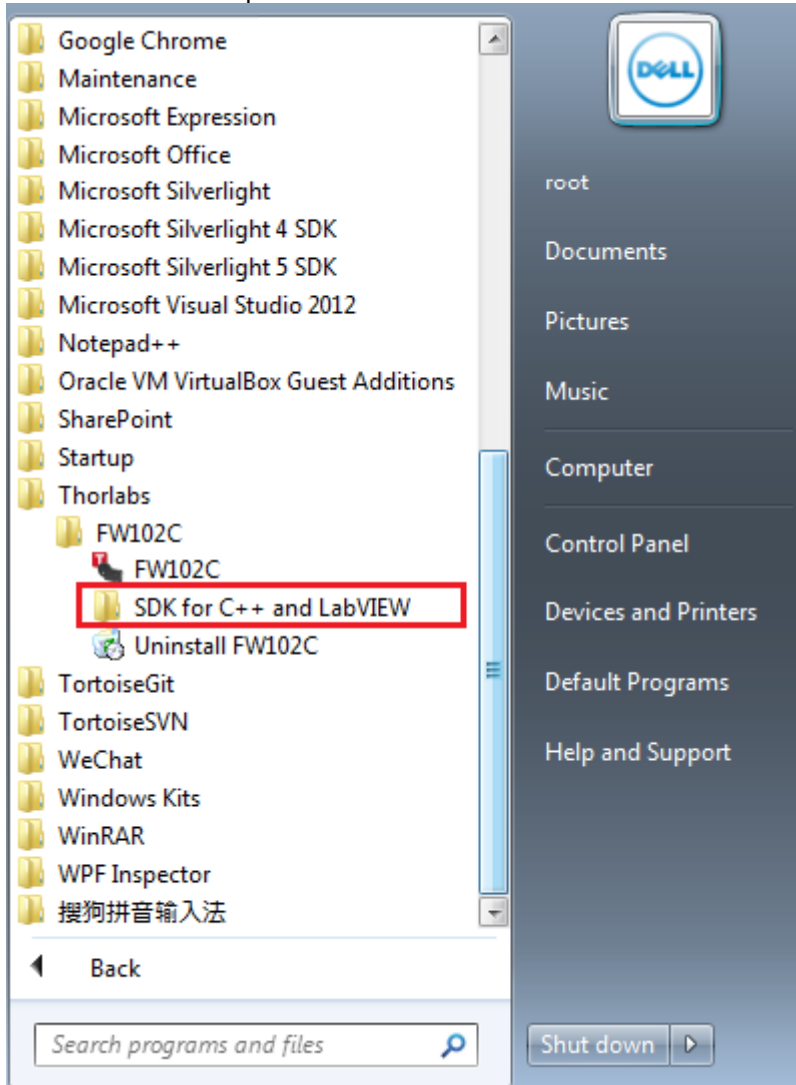 Google Chrome
Maintenance
Microsoft Expression
Microsoft Office
Microsoft Silverlight
Microsoft Silverlight 4 SDK
Microsoft Silverlight 5 SDK
Microsoft Visual Studio 2012
Notepad++
Oracle VM VirtualBox Guest Additions
SharePoint
Startup
Thorlabs
FW102C
FW102C
SDK for C++ and LabVIEW
Uninstall FW102C
TortoiseGit
TortoiseSVN
WeChat
Windows Kits
WinRAR
WPF Inspector
搜狗拼音输入法
Back
Search programs and files
DELL
root
Documents
Pictures
Music
Computer
Control Panel
Devices and Printers
Default Programs
Help and Support
Shut down